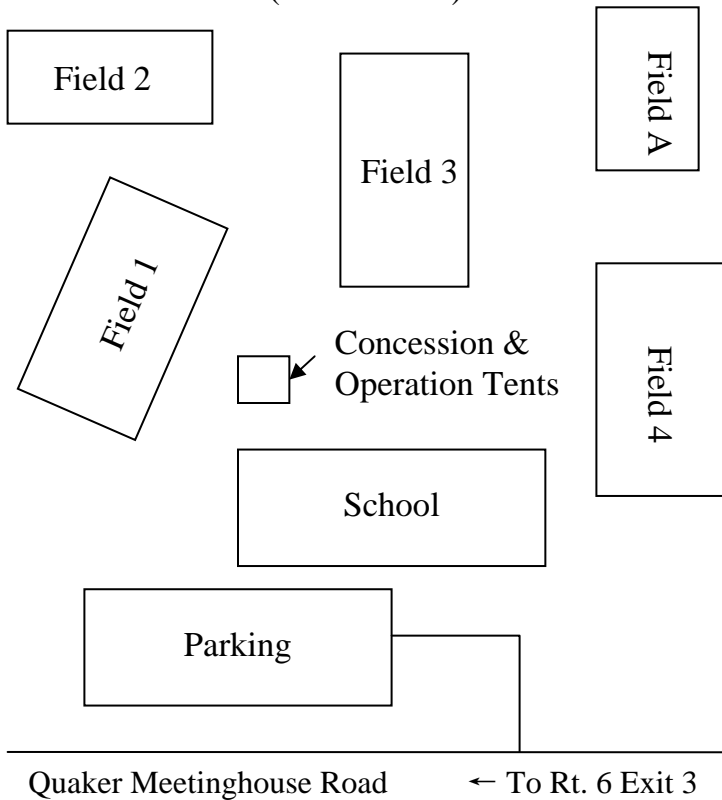 Field 2
Field A
Field 3
Field 1
Concession &
Operation Tents
Field 4
School
Parking
Quaker Meetinghouse Road ← To Rt. 6 Exit 3